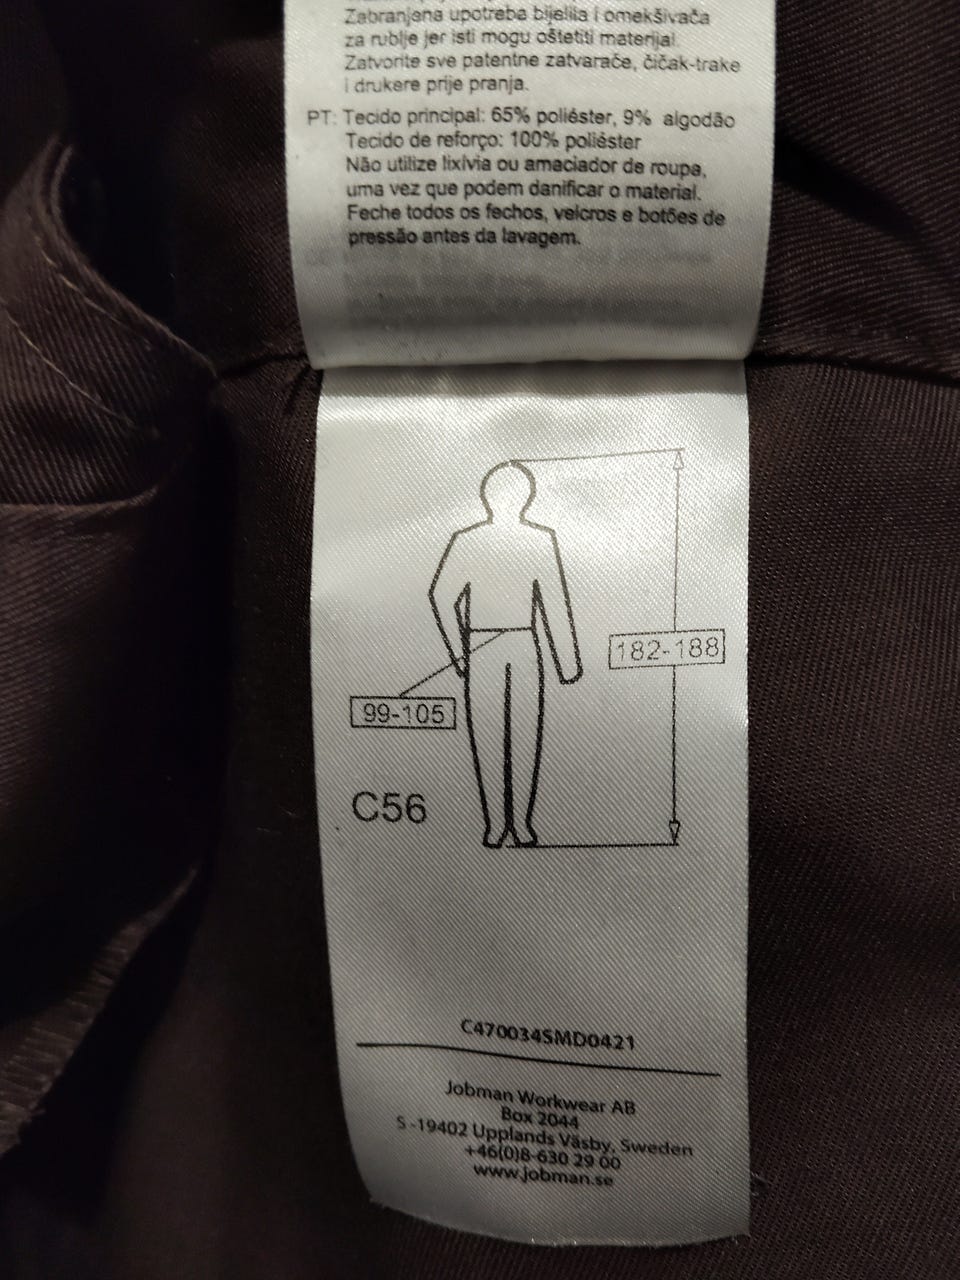 Zabranjena upotreba bijelila i omekšivača
za rublje jer isti mogu oštetiti materijal.
Zatvorite sve patentne zatvarače, čičak-trake
i drukere prije pranja.
PT: Tecido principal: 65% poliéster, 9% algodão
Tecido de reforço: 100% poliéster
Não utilize lixívia ou amaciador de roupa,
uma vez que podem danificar o material.
Feche todos os fechos, velcros e botões de
pressão antes da lavagem.
182-188
99-105
C56
C470034SMD0421
Jobman Workwear AB
Box 2044
S -19402 Upplands Väsby, Sweden
+46(0)8-630 29 00
www.jobman.se